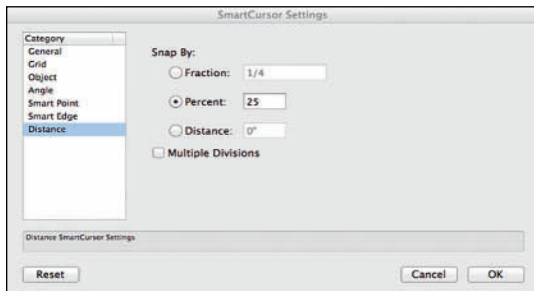 SmartCursor Settings
Category
General
Grid
Object
Angle
Smart Point
Smart Edge
Distance
Snap By:
Fraction: 1/4
Percent: 25
Distance: 0"
Multiple Divisions
Distance SmartCursor Settings
Reset
Cancel
OK